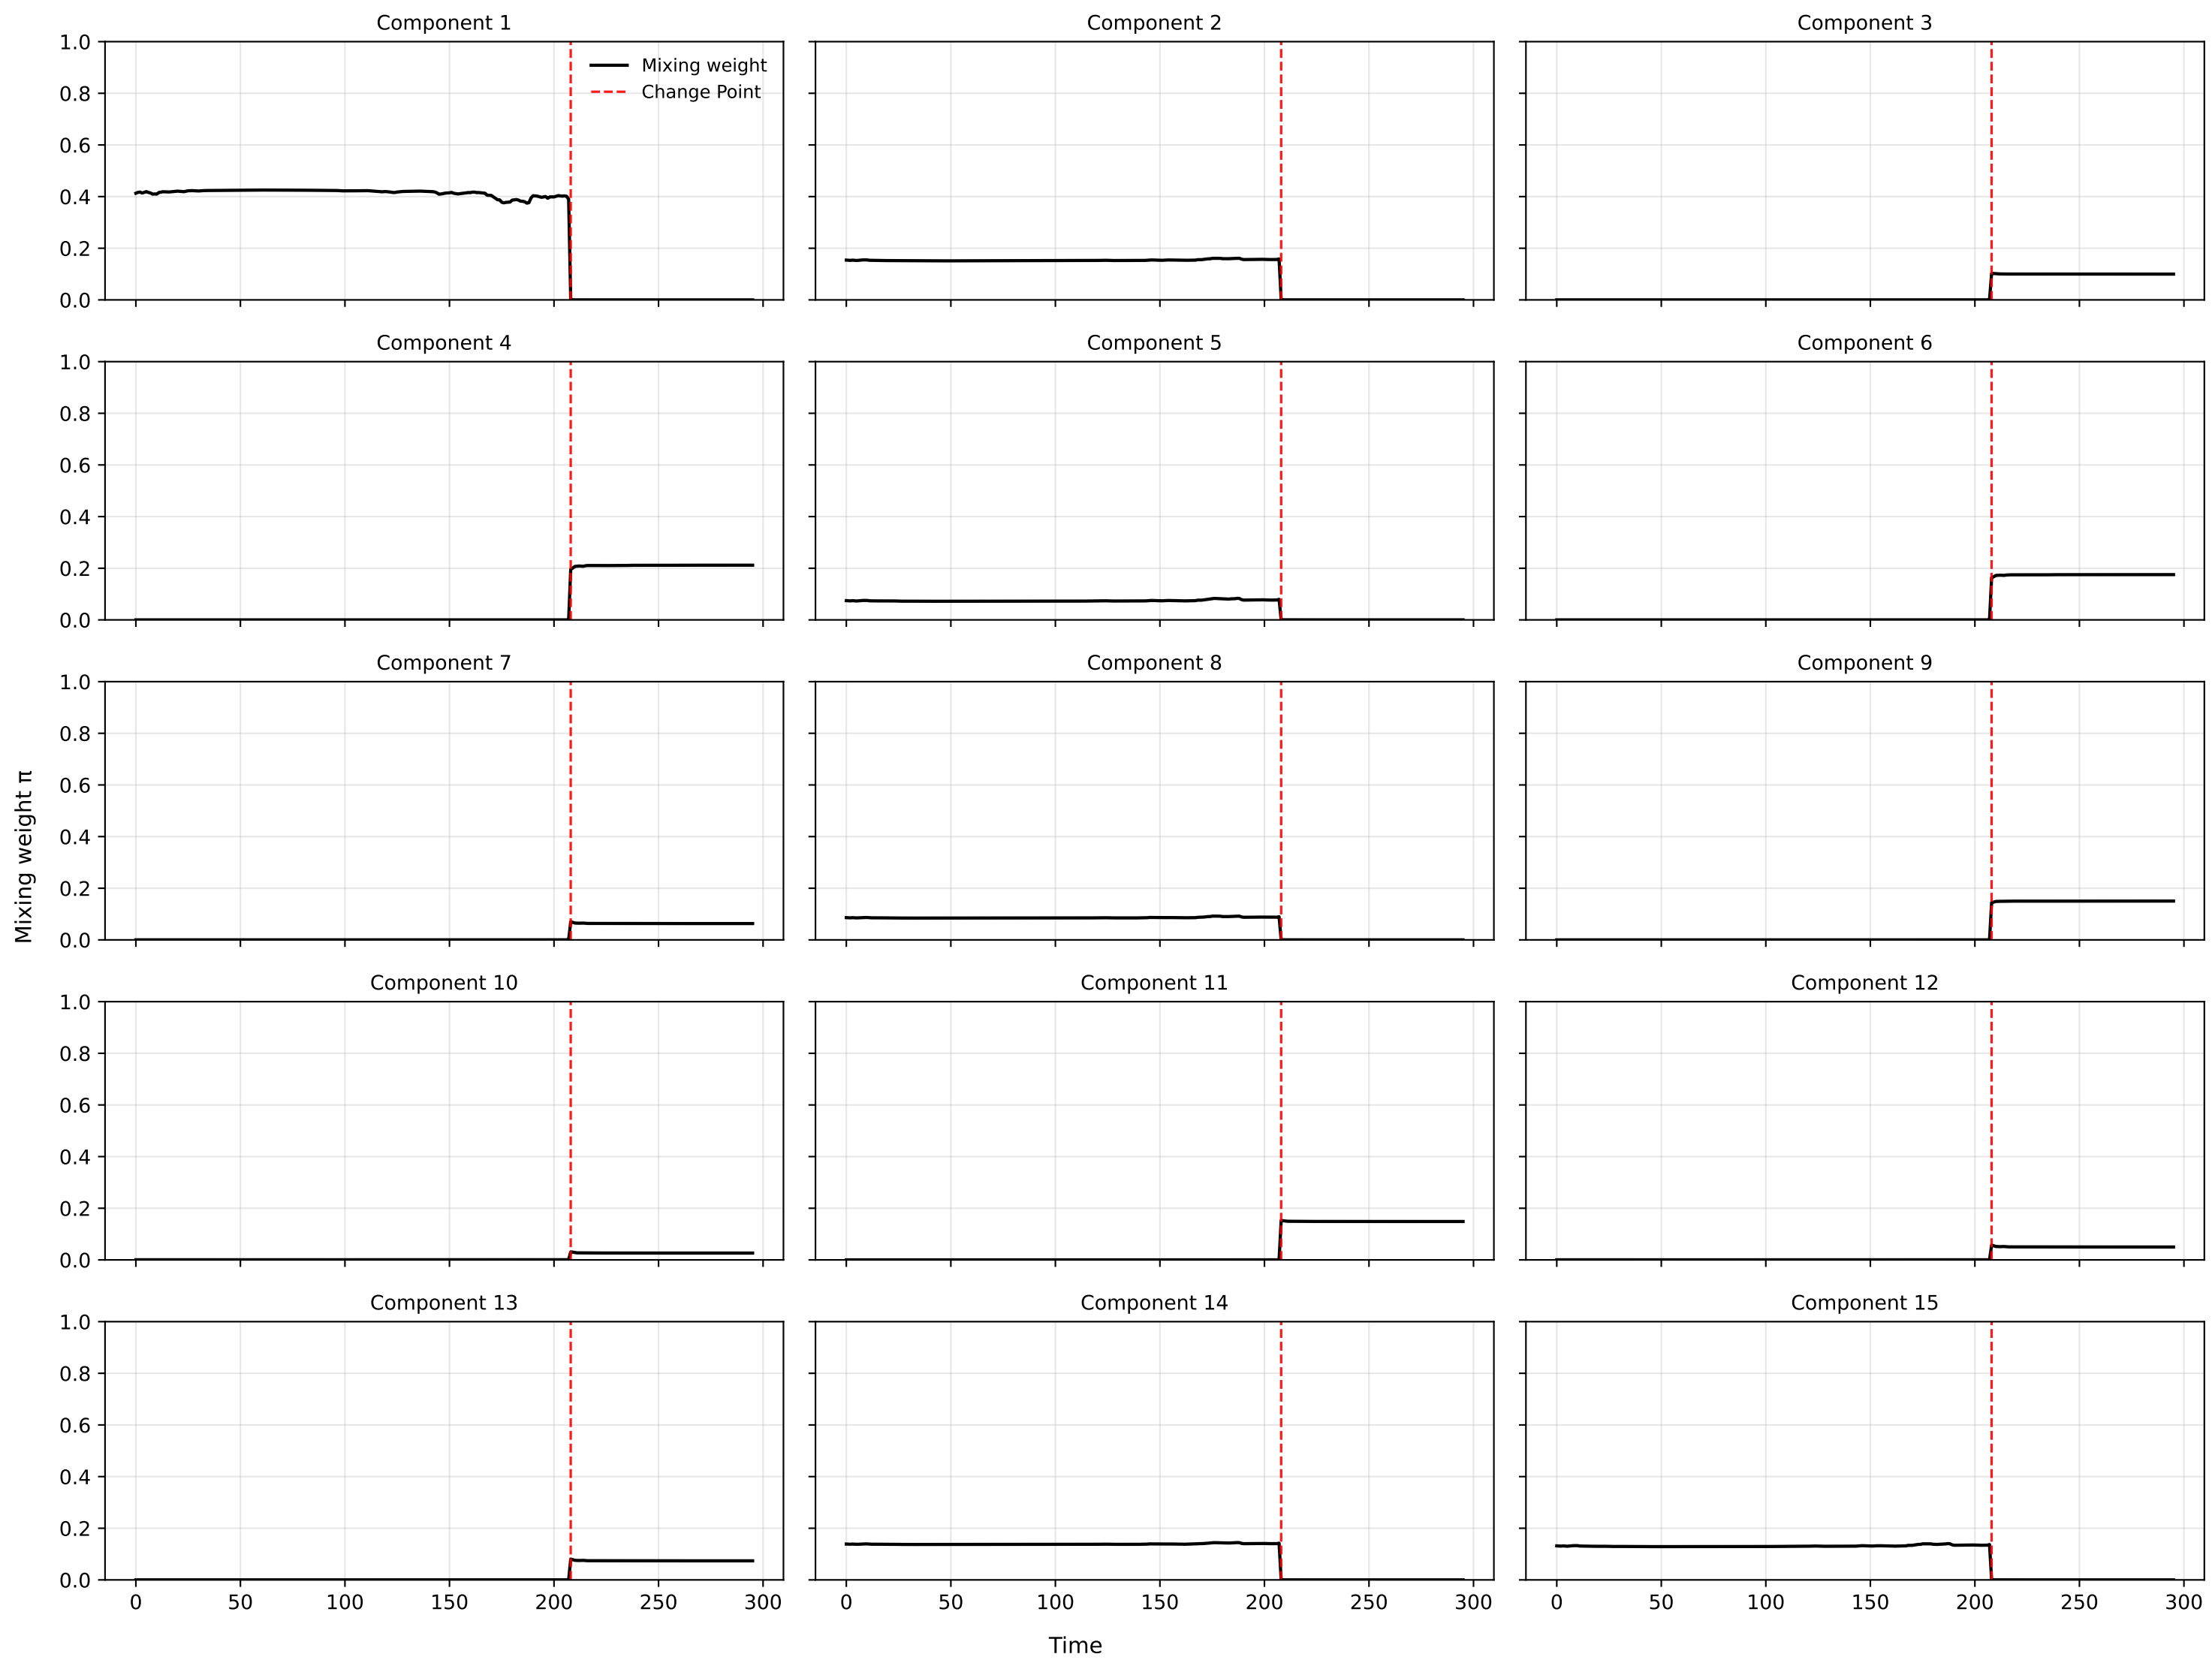 Component 1
Component 2
Component 3
1.0
0.8
0.6
0.4
0.2
0.0
Mixing weight
Change Point
Component 4
Component 5
Component 6
1.0
0.8
0.6
0.4
0.2
0.0
Component 7
Component 8
Component 9
1.0
0.8
0.6
0.4
0.2
0.0
Mixing weight π
Component 10
Component 11
Component 12
1.0
0.8
0.6
0.4
0.2
0.0
Component 13
Component 14
Component 15
1.0
0.8
0.6
0.4
0.2
0.0
0 50 100 150 200 250 300
0 50 100 150 200 250 300
0 50 100 150 200 250 300
Time